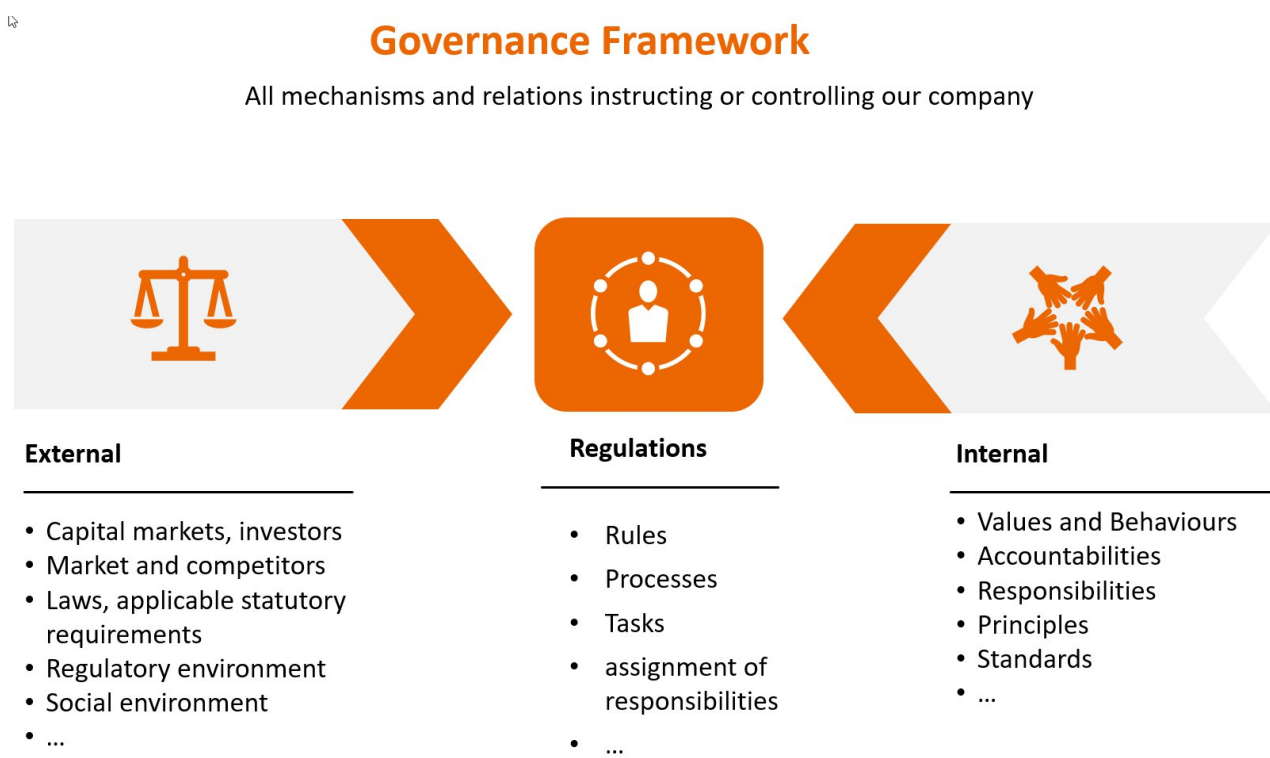 Governance Framework
All mechanisms and relations instructing or controlling our company
External
• Capital markets, investors
• Market and competitors
• Laws, applicable statutory
requirements
• Regulatory environment
• Social environment
• ...
Regulations
• Rules
• Processes
• Tasks
• assignment of
responsibilities
• ...
Internal
• Values and Behaviours
• Accountabilities
• Responsibilities
• Principles
• Standards
• ...